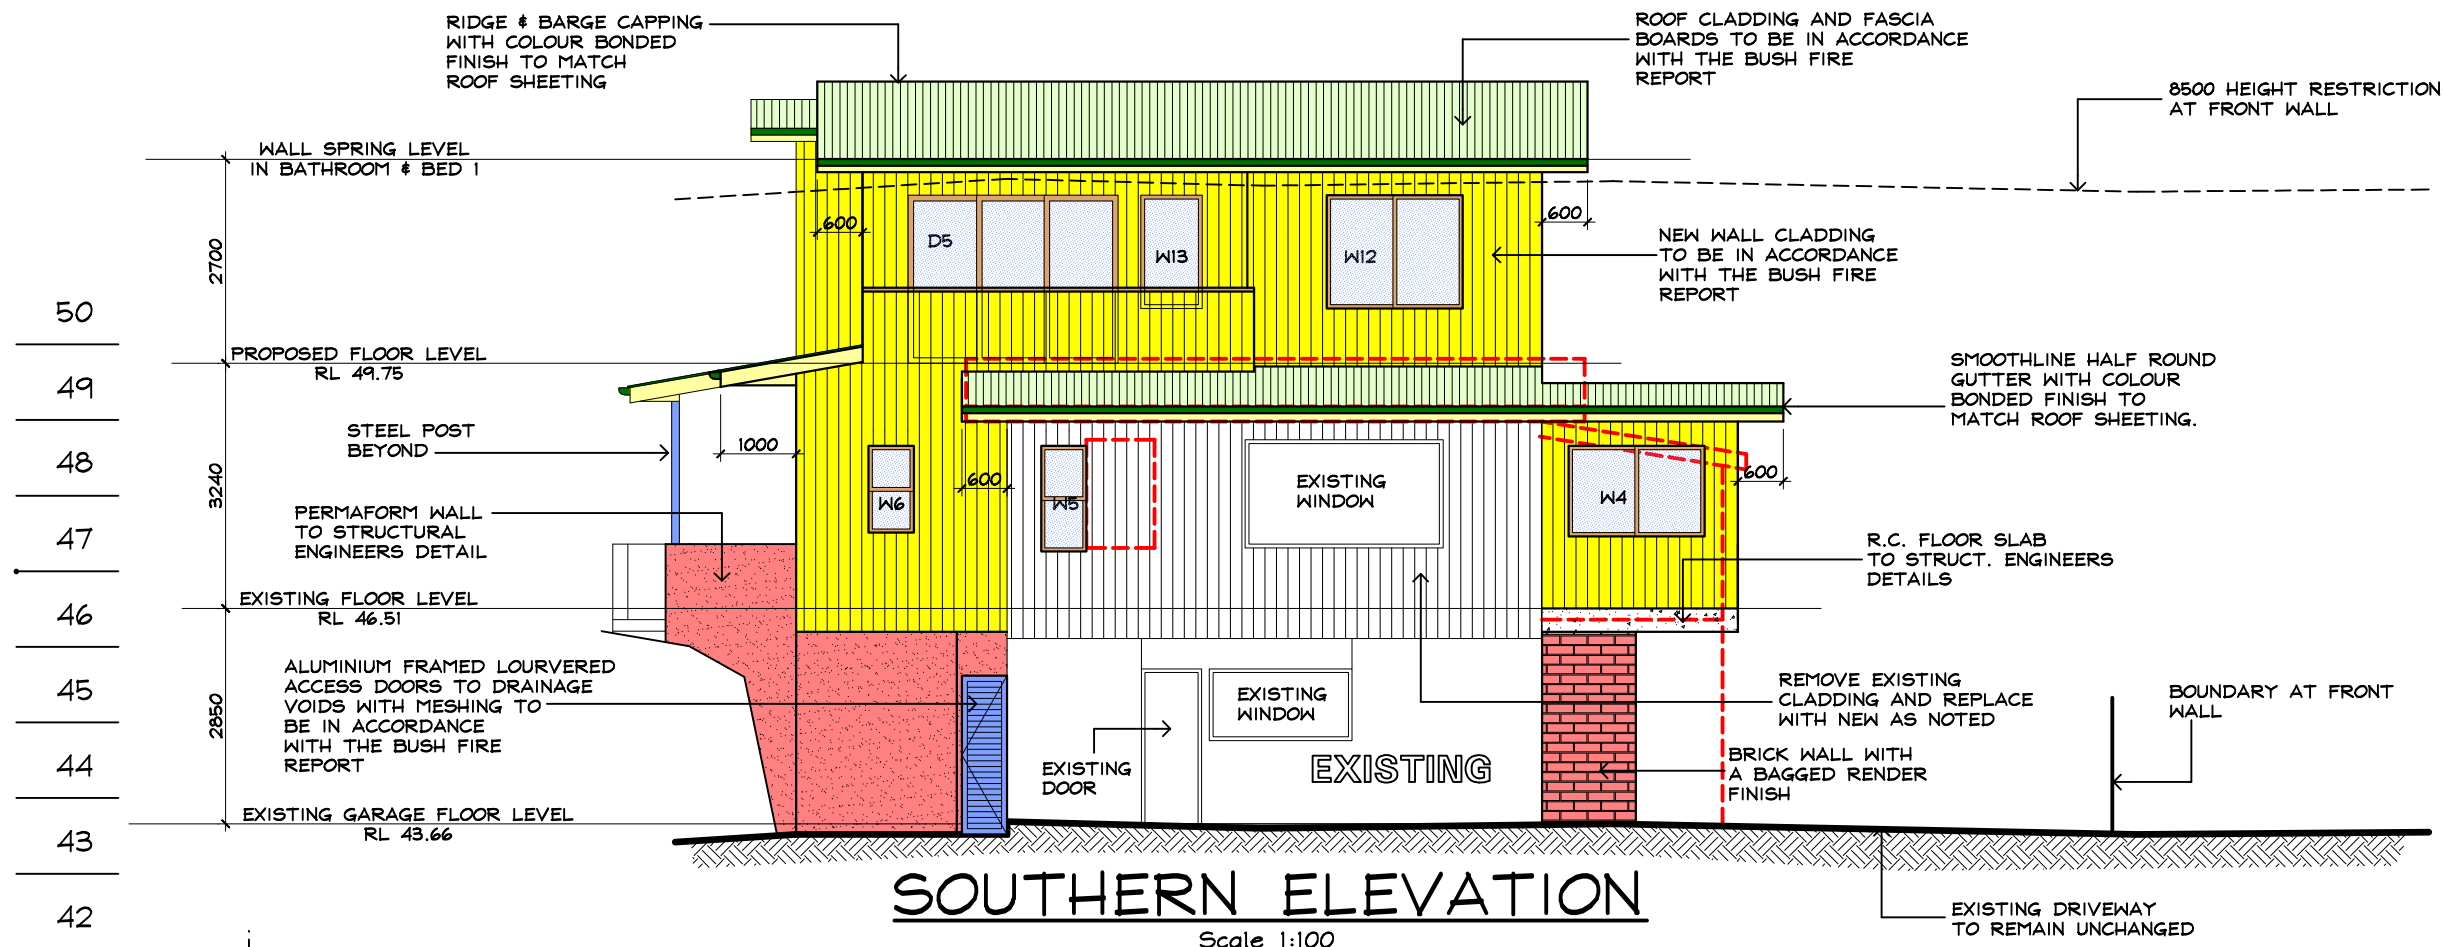 RIDGE & BARGE CAPPING
WITH COLOUR BONDED
FINISH TO MATCH
ROOF SHEETING
ROOF CLADDING AND FASCIA
BOARDS TO BE IN ACCORDANCE
WITH THE BUSH FIRE
REPORT
8500 HEIGHT RESTRICTION
AT FRONT WALL
WALL SPRING LEVEL
IN BATHROOM & BED 1
600
600
D5
W13
W12
2700
NEW WALL CLADDING
TO BE IN ACCORDANCE
WITH THE BUSH FIRE
REPORT
50
PROPOSED FLOOR LEVEL
RL 49.75
49
SMOOTHLINE HALF ROUND
GUTTER WITH COLOUR
BONDED FINISH TO
MATCH ROOF SHEETING.
STEEL POST
BEYOND
1000
48
3240
600
600
W6
W5
EXISTING
WINDOW
W4
PERMAFORM WALL
TO STRUCTURAL
ENGINEERS DETAIL
47
R.C. FLOOR SLAB
TO STRUCT. ENGINEERS
DETAILS
EXISTING FLOOR LEVEL
RL 46.51
46
ALUMINIUM FRAMED LOURVERED
ACCESS DOORS TO DRAINAGE
VOIDS WITH MESHING TO
BE IN ACCORDANCE
WITH THE BUSH FIRE
REPORT
45
2850
EXISTING
WINDOW
REMOVE EXISTING
CLADDING AND REPLACE
WITH NEW AS NOTED
BOUNDARY AT FRONT
WALL
44
EXISTING
DOOR
EXISTING
BRICK WALL WITH
A BAGGED RENDER
FINISH
EXISTING GARAGE FLOOR LEVEL
RL 43.66
43
42
SOUTHERN ELEVATION
Scale 1:100
EXISTING DRIVEWAY
TO REMAIN UNCHANGED